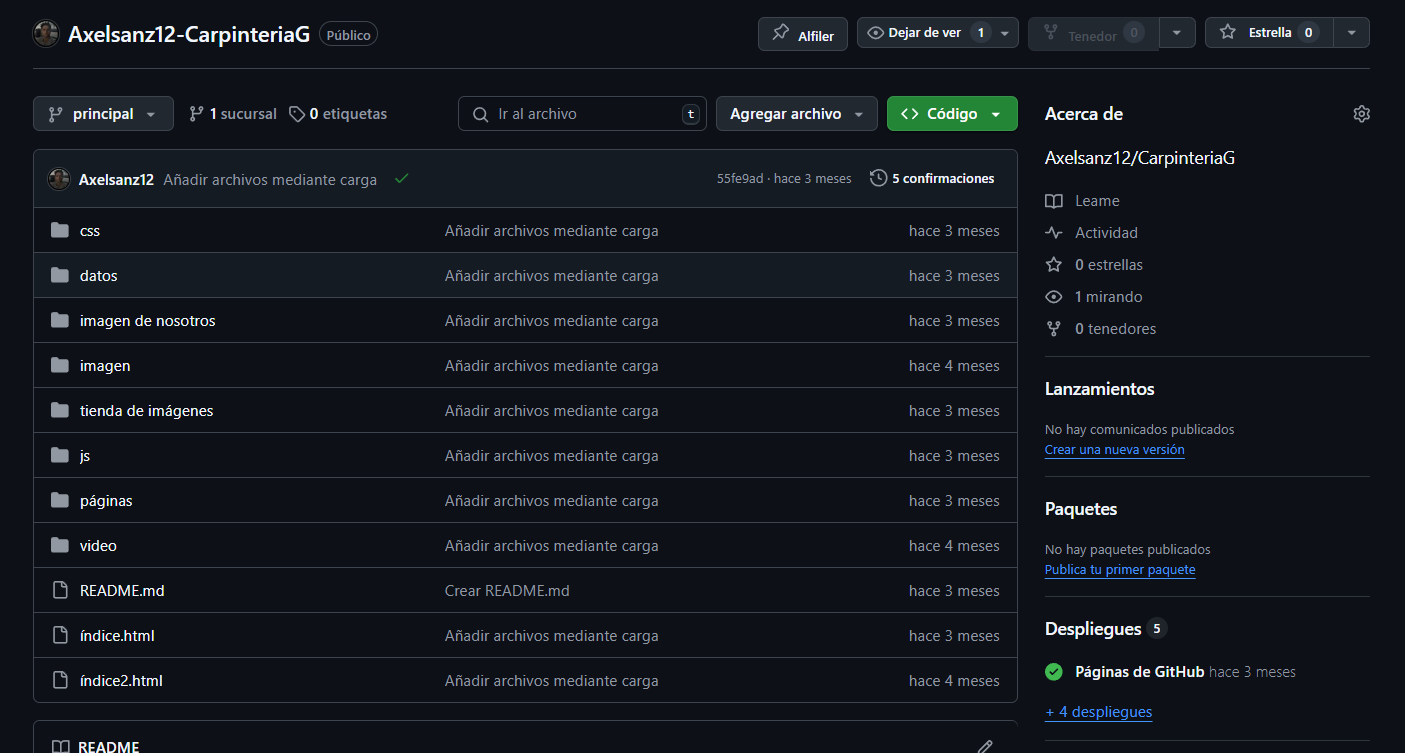 Axelsanz12-CarpinteriaG Público
Alfiler
Dejar de ver 1
Tenedor 0
Estrella 0
principal
1 sucursal
0 etiquetas
Ir al archivo t
Agregar archivo
Código
Axelsanz12 Añadir archivos mediante carga 55fe9ad · hace 3 meses 5 confirmaciones
css Añadir archivos mediante carga hace 3 meses
datos Añadir archivos mediante carga hace 3 meses
imagen de nosotros Añadir archivos mediante carga hace 3 meses
imagen Añadir archivos mediante carga hace 4 meses
tienda de imágenes Añadir archivos mediante carga hace 3 meses
js Añadir archivos mediante carga hace 3 meses
páginas Añadir archivos mediante carga hace 3 meses
video Añadir archivos mediante carga hace 4 meses
README.md Crear README.md hace 3 meses
índice.html Añadir archivos mediante carga hace 3 meses
índice2.html Añadir archivos mediante carga hace 4 meses
README
Acerca de
Axelsanz12/CarpinteriaG
Leame
Actividad
0 estrellas
1 mirando
0 tenedores
Lanzamientos
No hay comunicados publicados
Crear una nueva versión
Paquetes
No hay paquetes publicados
Publica tu primer paquete
Despliegues 5
Páginas de GitHub hace 3 meses
+ 4 despliegues